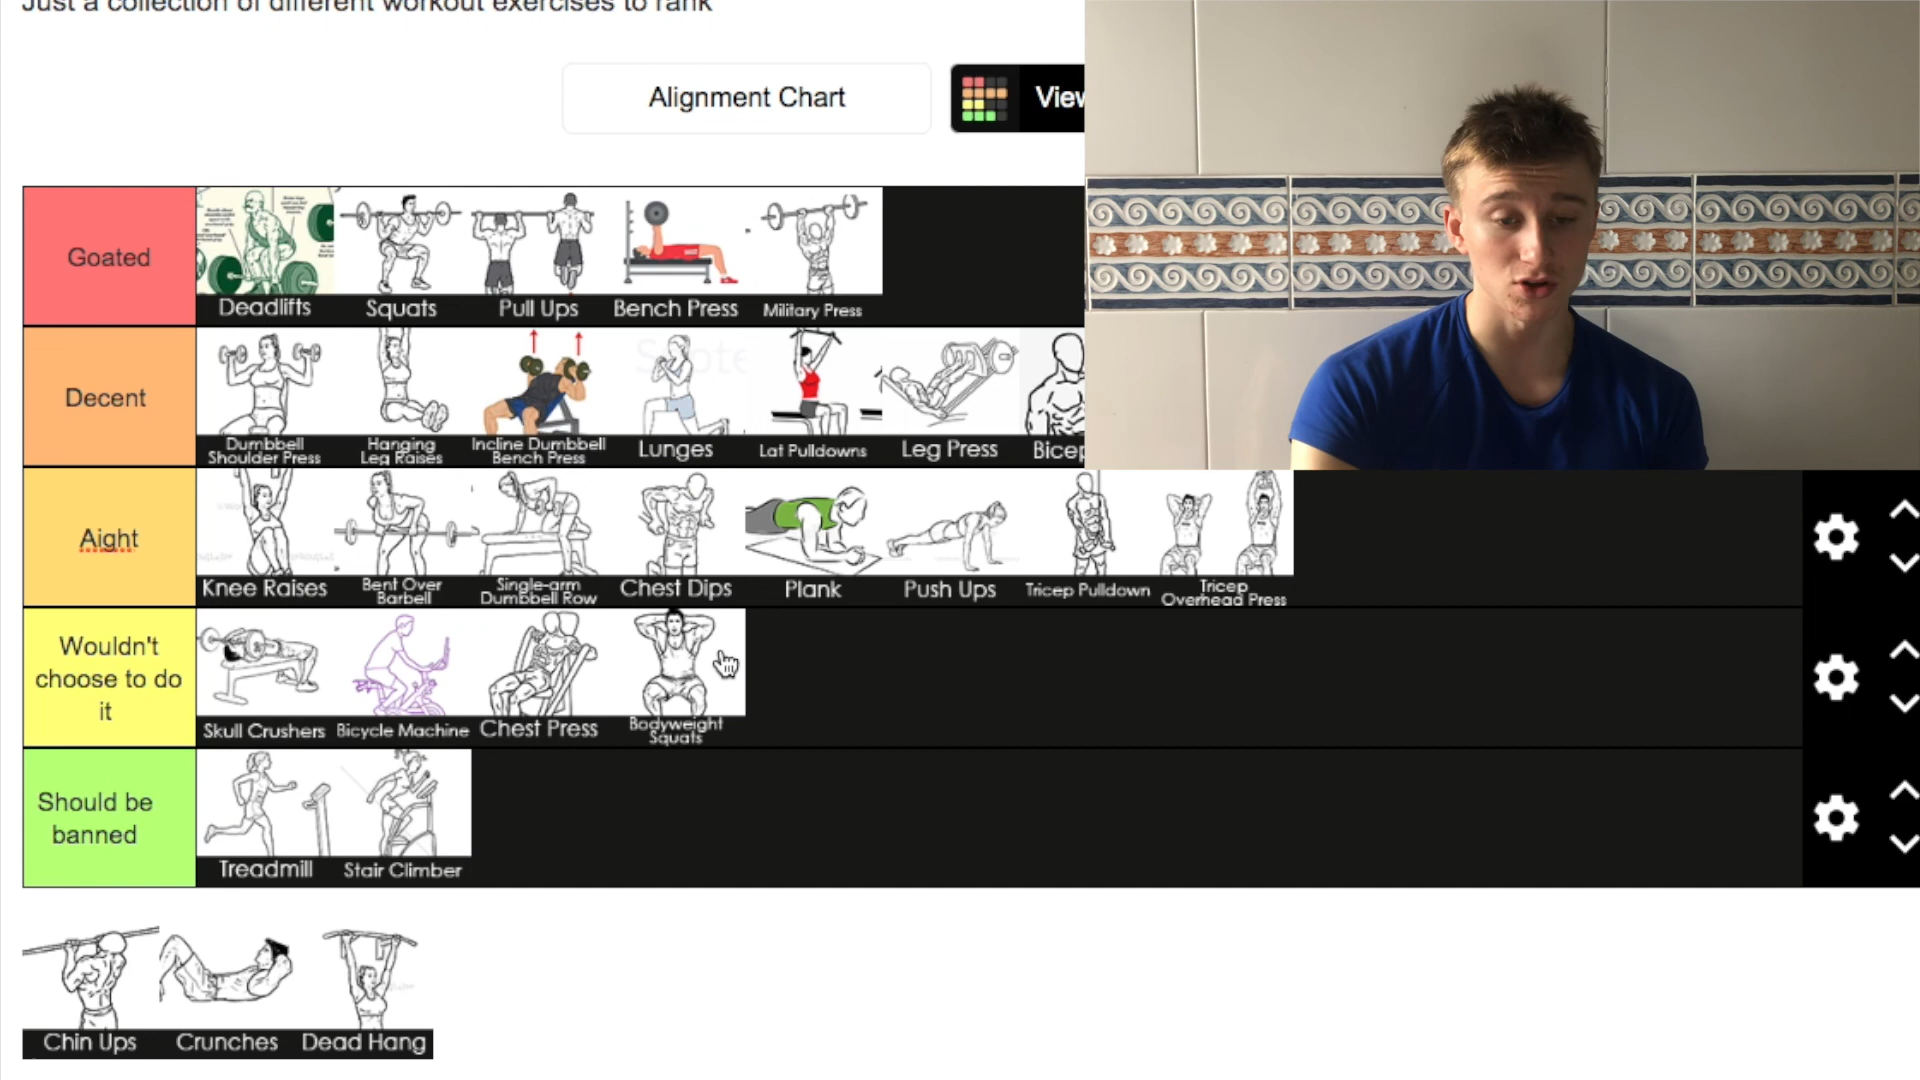 Just a collection of different workout exercises to rank
Alignment Chart
View
Goated
Deadlifts
Squats
Pull Ups
Bench Press
Military Press
Decent
Dumbbell
Shoulder Press
Hanging
Leg Raises
Incline Dumbbell
Bench Press
Lunges
Lat Pulldowns
Leg Press
Bicep
Aight
Knee Raises
Bent Over
Barbell
Single-arm
Dumbbell Row
Chest Dips
Plank
Push Ups
Tricep Pulldown
Tricep
Overhead Press
Wouldn't
choose to do
it
Skull Crushers
Bicycle Machine
Chest Press
Bodyweight
Squats
Should be
banned
Treadmill
Stair Climber
Chin Ups
Crunches
Dead Hang